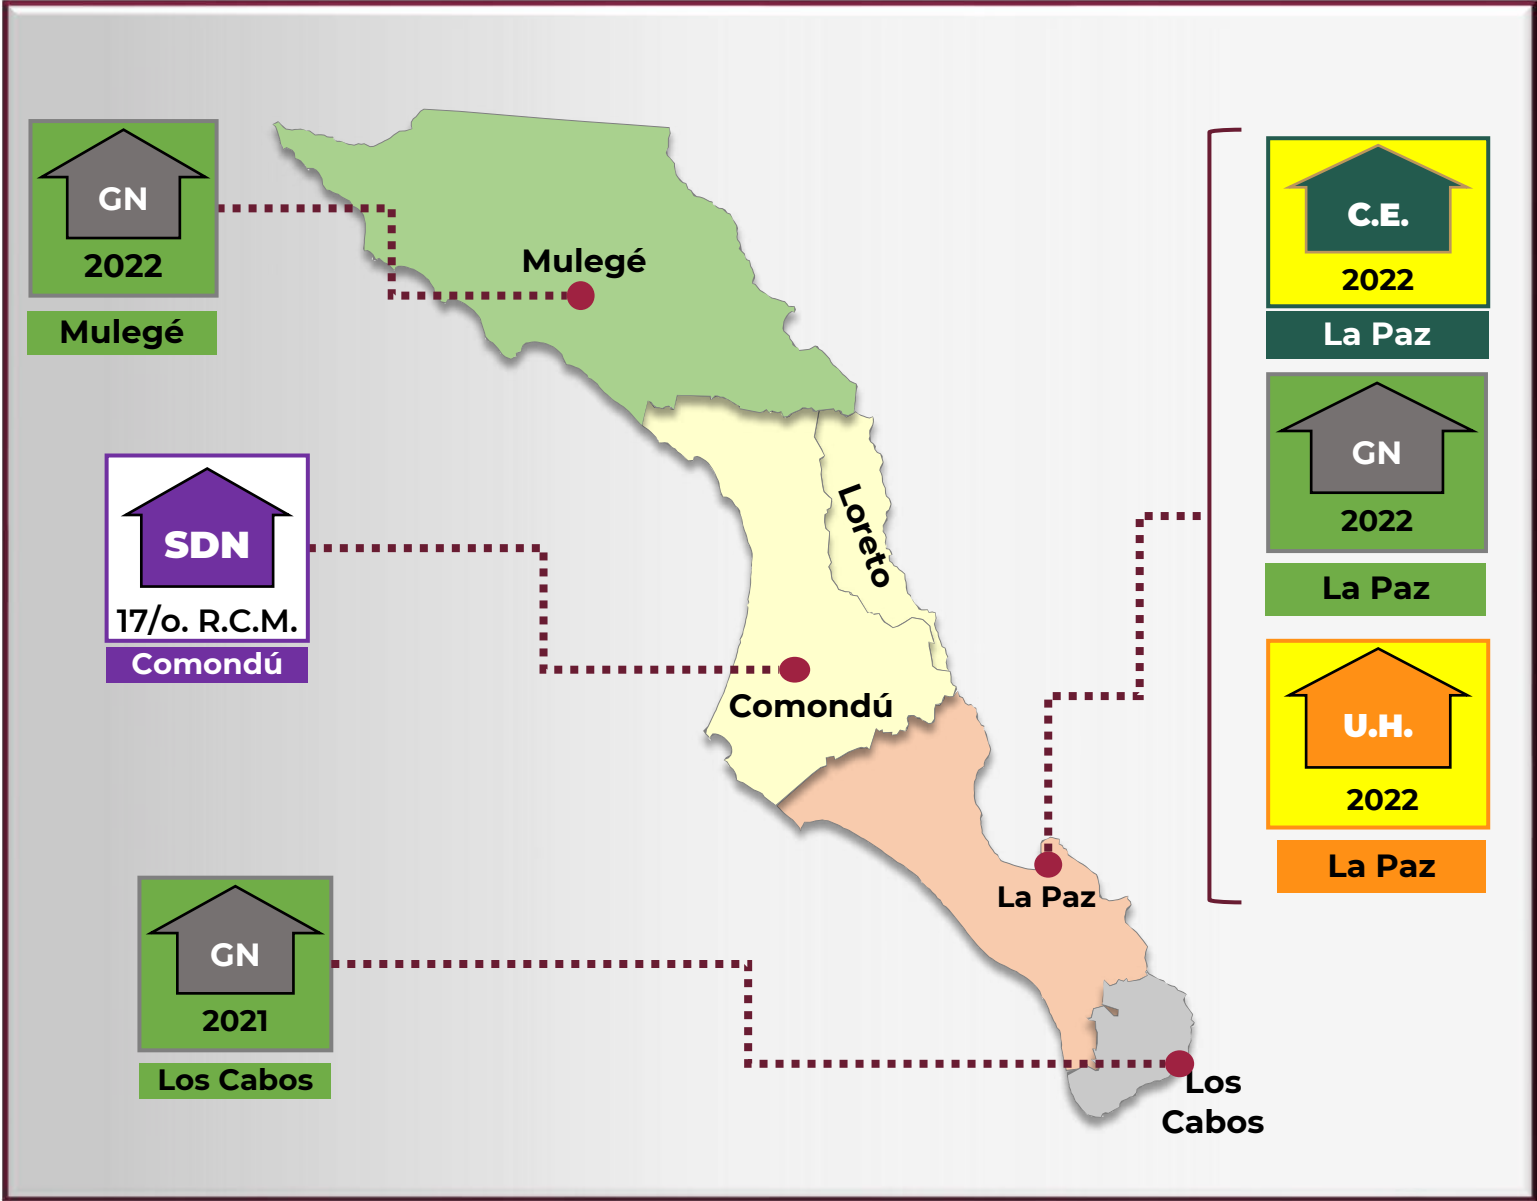 GN
2022
Mulegé
SDN
17/o. R.C.M.
Comondú
GN
2021
Los Cabos
Mulegé
Loreto
Comondú
La Paz
Los
Cabos
C.E.
2022
La Paz
GN
2022
La Paz
U.H.
2022
La Paz